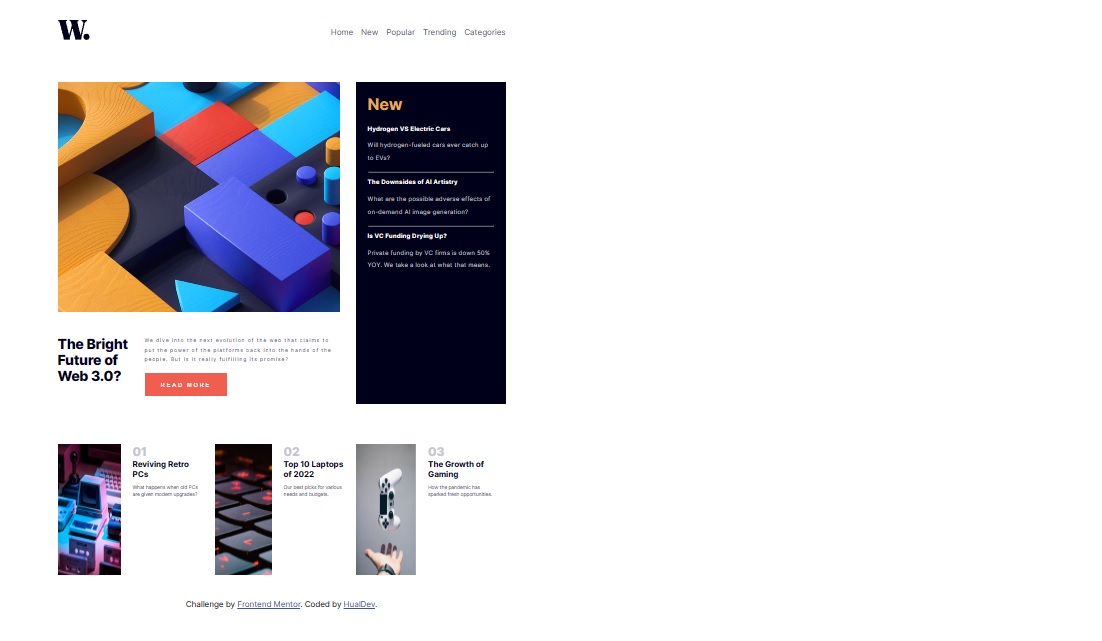 W.
Home New Popular Trending Categories
New
Hydrogen VS Electric Cars
Will hydrogen-fueled cars ever catch up
to EVs?
The Downsides of AI Artistry
What are the possible adverse effects of
on-demand AI image generation?
Is VC Funding Drying Up?
Private funding by VC firms is down 50%
YOY. We take a look at what that means.
The Bright
Future of
Web 3.0?
We dive into the next evolution of the web that claims to
put the power of the platforms back into the hands of the
people. But is it really fulfilling its promise?
READ MORE
01
Reviving Retro
PCs
What happens when old PCs
are given modern upgrades?
02
Top 10 Laptops
of 2022
Our best picks for various
needs and budgets.
03
The Growth of
Gaming
How the pandemic has
sparked fresh opportunities.
Challenge by Frontend Mentor. Coded by HualDev.